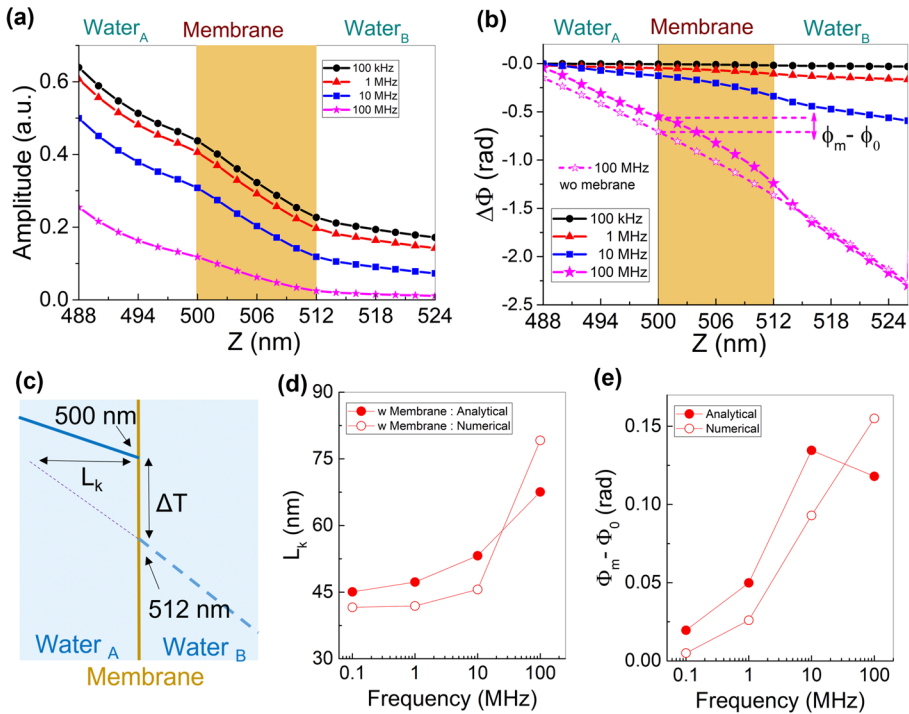 (a)
Water A
Membrane
Water B
Amplitude (a.u.)
0.6
0.4
0.2
0.0
100 kHz
1 MHz
10 MHz
100 MHz
488 494 500 506 512 518 524
Z (nm)
(b)
Water A
Membrane
Water B
ΔΦ (rad)
-0.0
-0.5
-1.0
-1.5
-2.0
-2.5
ϕm- ϕ0
100 MHz
wo mebrane
100 kHz
1 MHz
10 MHz
100 MHz
488 494 500 506 512 518 524
Z (nm)
(c)
500 nm
Lk
ΔT
512 nm
Water A
Water B
Membrane
(d)
Lk (nm)
90
75
60
45
30
w Membrane : Analytical
w Membrane : Numerical
0.1 1 10 100
Frequency (MHz)
(e)
Φm- Φ0 (rad)
0.15
0.10
0.05
0.00
Analytical
Numerical
0.1 1 10 100
Frequency (MHz)